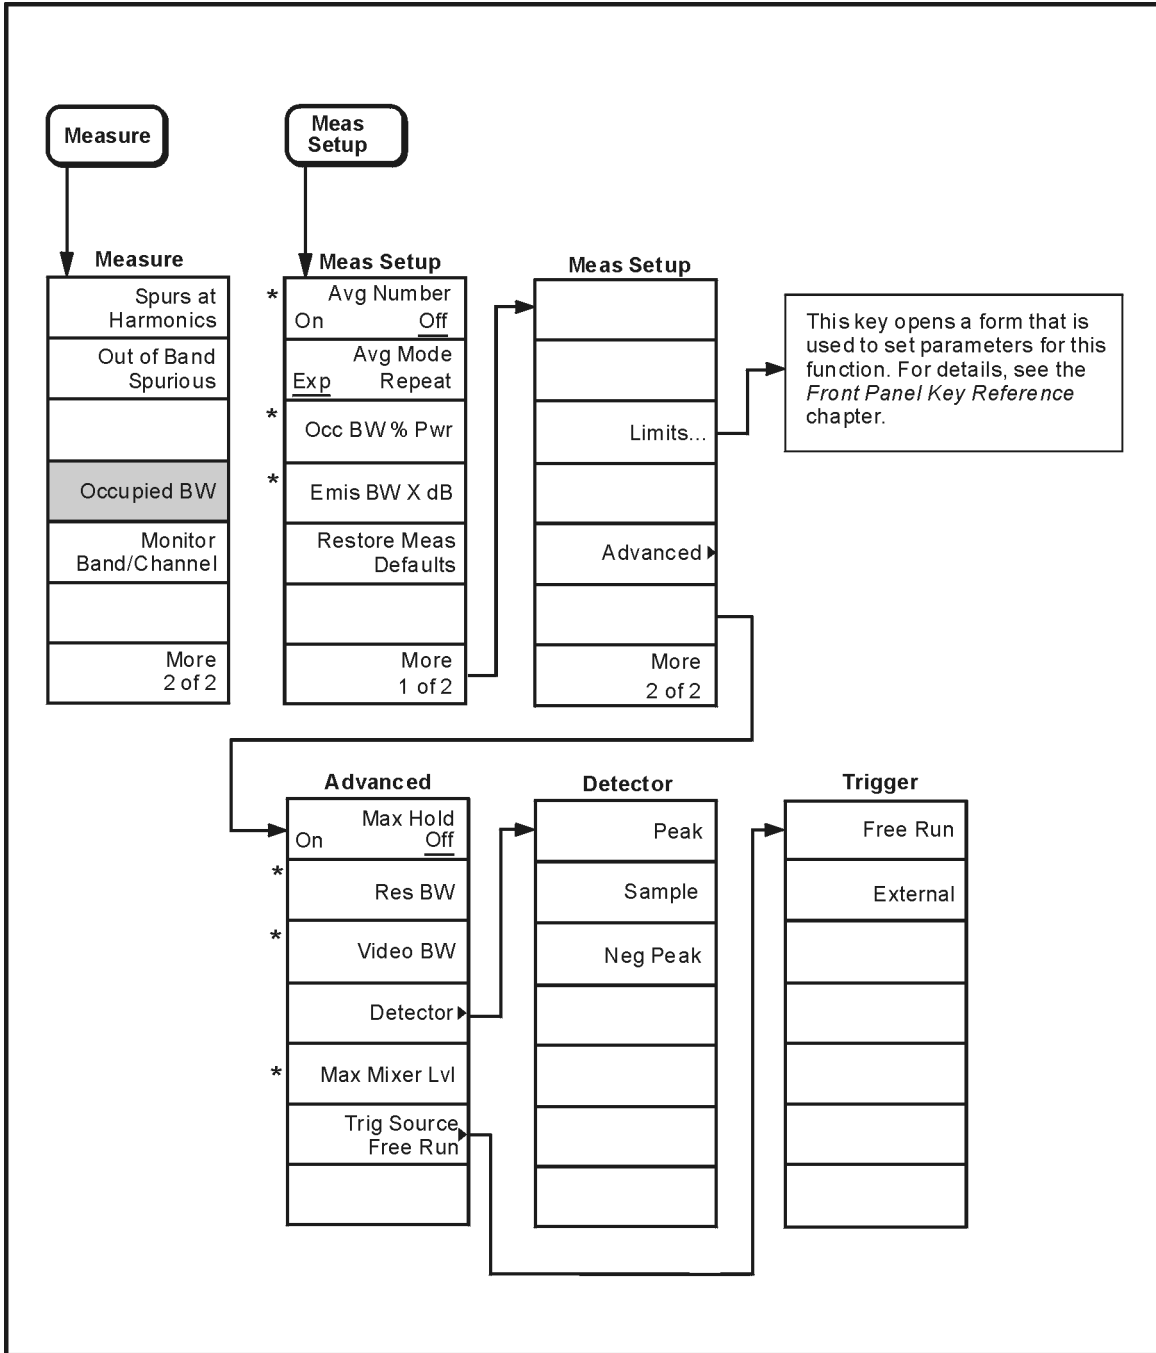 Measure
Meas
Setup
Measure
Spurs at
Harmonics
Out of Band
Spurious
Occupied BW
Monitor
Band/Channel
More
2 of 2
Meas Setup
* Avg Number
On Off
Avg Mode
Exp Repeat
* Occ BW % Pwr
* Emis BW X dB
Restore Meas
Defaults
More
1 of 2
Meas Setup
Limits...
Advanced
More
2 of 2
This key opens a form that is
used to set parameters for this
function. For details, see the
Front Panel Key Reference
chapter.
Advanced
Max Hold
On Off
* Res BW
* Video BW
Detector
* Max Mixer Lvl
Trig Source
Free Run
Detector
Peak
Sample
Neg Peak
Trigger
Free Run
External